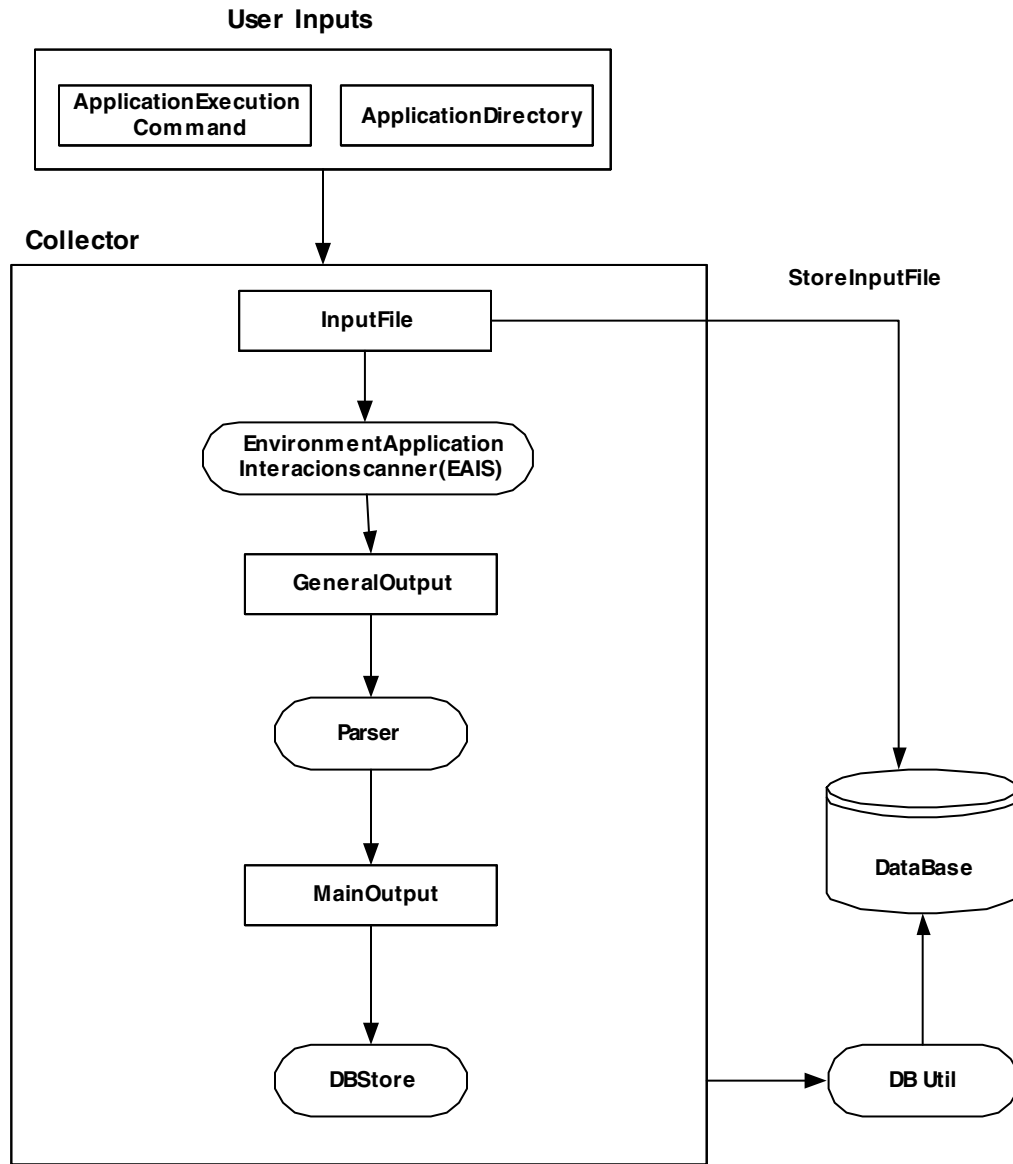 User Inputs
ApplicationExecution
Command
ApplicationDirectory
Collector
StoreInputFile
InputFile
EnvironmentApplication
Interacionscanner(EAIS)
GeneralOutput
Parser
DataBase
MainOutput
DBStore
DB Util